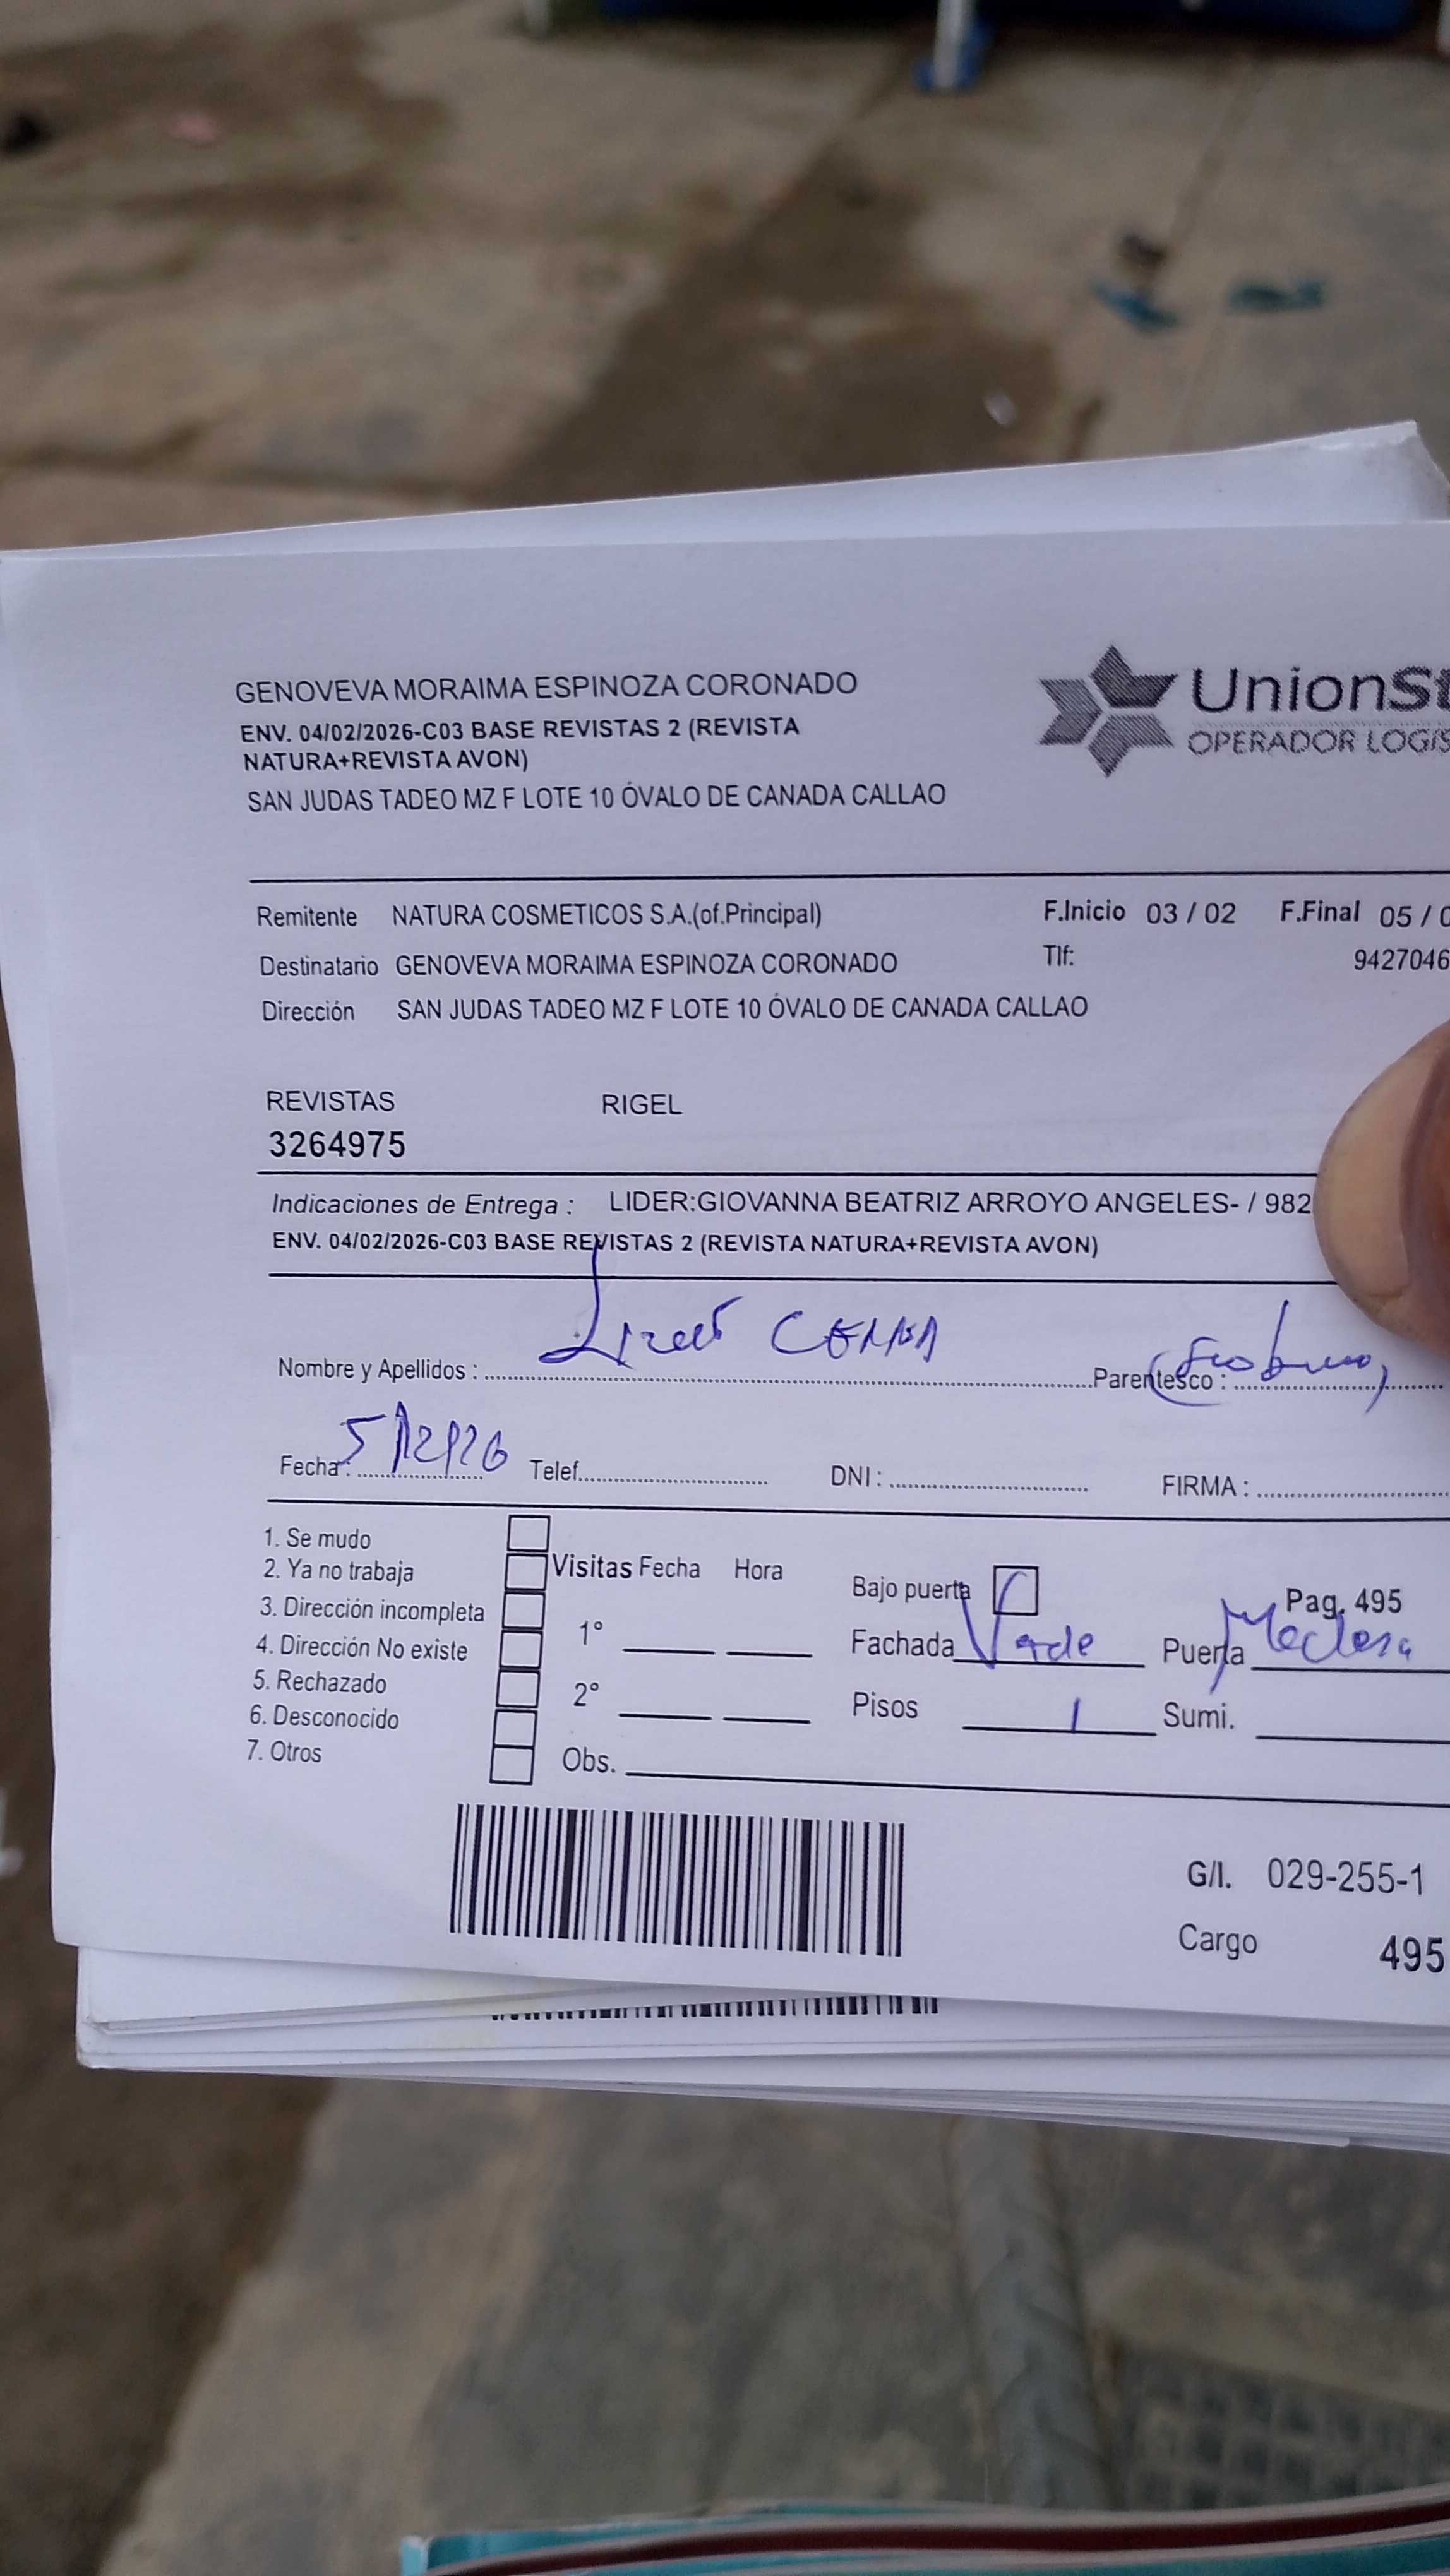 GENOVEVA MORAIMA ESPINOZA CORONADO
ENV. 04/02/2026-C03 BASE REVISTAS 2 (REVISTA
NATURA+REVISTA AVON)
SAN JUDAS TADEO MZ F LOTE 10 ÓVALO DE CANADA CALLAO
UnionSt
OPERADOR LOGIS
Remitente NATURA COSMETICOS S.A.(of.Principal) F.Inicio 03 / 02 F.Final 05 / 0
Destinatario GENOVEVA MORAIMA ESPINOZA CORONADO Tlf: 9427046
Dirección SAN JUDAS TADEO MZ F LOTE 10 ÓVALO DE CANADA CALLAO
REVISTAS RIGEL
3264975
Indicaciones de Entrega : LIDER:GIOVANNA BEATRIZ ARROYO ANGELES- / 982
ENV. 04/02/2026-C03 BASE REVISTAS 2 (REVISTA NATURA+REVISTA AVON)
Nombre y Apellidos : Parentesco :
Fecha : 5/2/26 Telef. DNI : FIRMA :
1. Se mudo
2. Ya no trabaja
3. Dirección incompleta
4. Dirección No existe
5. Rechazado
6. Desconocido
7. Otros
Visitas Fecha Hora
1°
2°
Obs.
Bajo puerta Pag. 495
Fachada Verde Puerta
Pisos 1 Sumi.
G/I. 029-255-1
Cargo 495